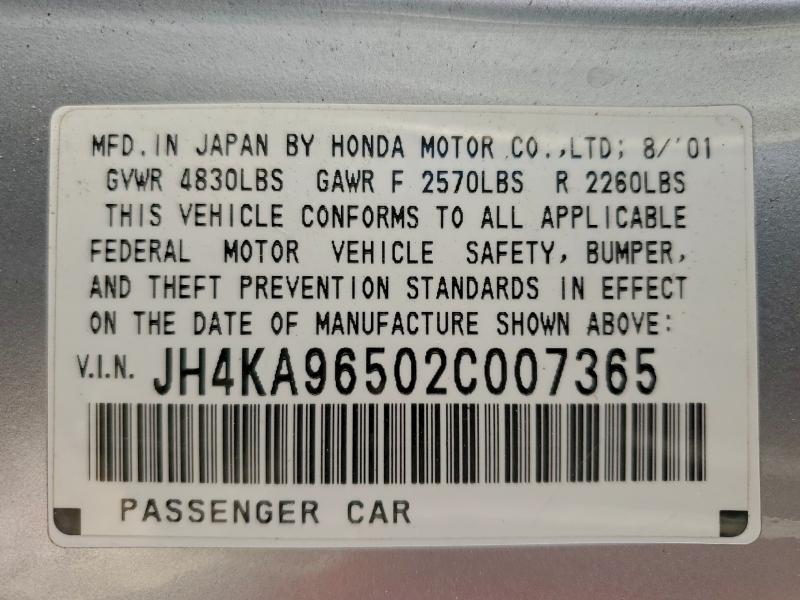 MFD. IN JAPAN BY HONDA MOTOR CO.,LTD; 8/'01
GVWR 4830LBS GAWR F 2570LBS R 2260LBS
THIS VEHICLE CONFORMS TO ALL APPLICABLE
FEDERAL MOTOR VEHICLE SAFETY, BUMPER,
AND THEFT PREVENTION STANDARDS IN EFFECT
ON THE DATE OF MANUFACTURE SHOWN ABOVE:
V.I.N. JH4KA96502C007365
PASSENGER CAR